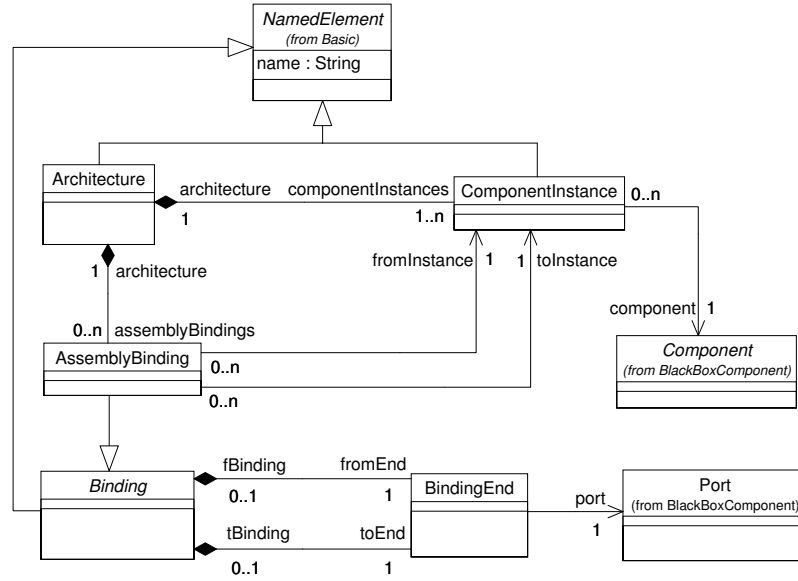 NamedElement
(from Basic)
name : String
Architecture
architecture
componentInstances
ComponentInstance
0..n
1
1..n
1
architecture
fromInstance
1
1
toInstance
component
1
0..n
assemblyBindings
AssemblyBinding
0..n
0..n
Component
(from BlackBoxComponent)
Binding
fBinding
fromEnd
0..1
1
BindingEnd
port
1
Port
(from BlackBoxComponent)
tBinding
toEnd
0..1
1